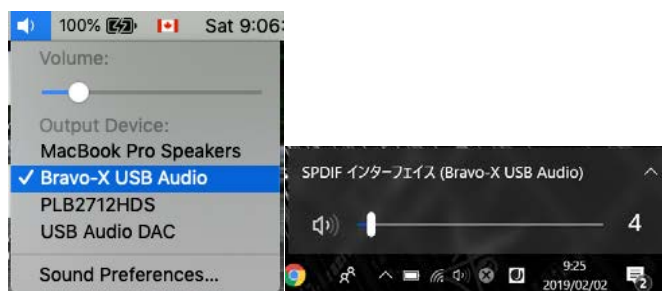 100% Sat 9:06:
Volume:
Output Device:
MacBook Pro Speakers
✓ Bravo-X USB Audio
PLB2712HDS
USB Audio DAC
Sound Preferences...
SPDIF インターフェイス (Bravo-X USB Audio)
4
9:25
2019/02/02
2